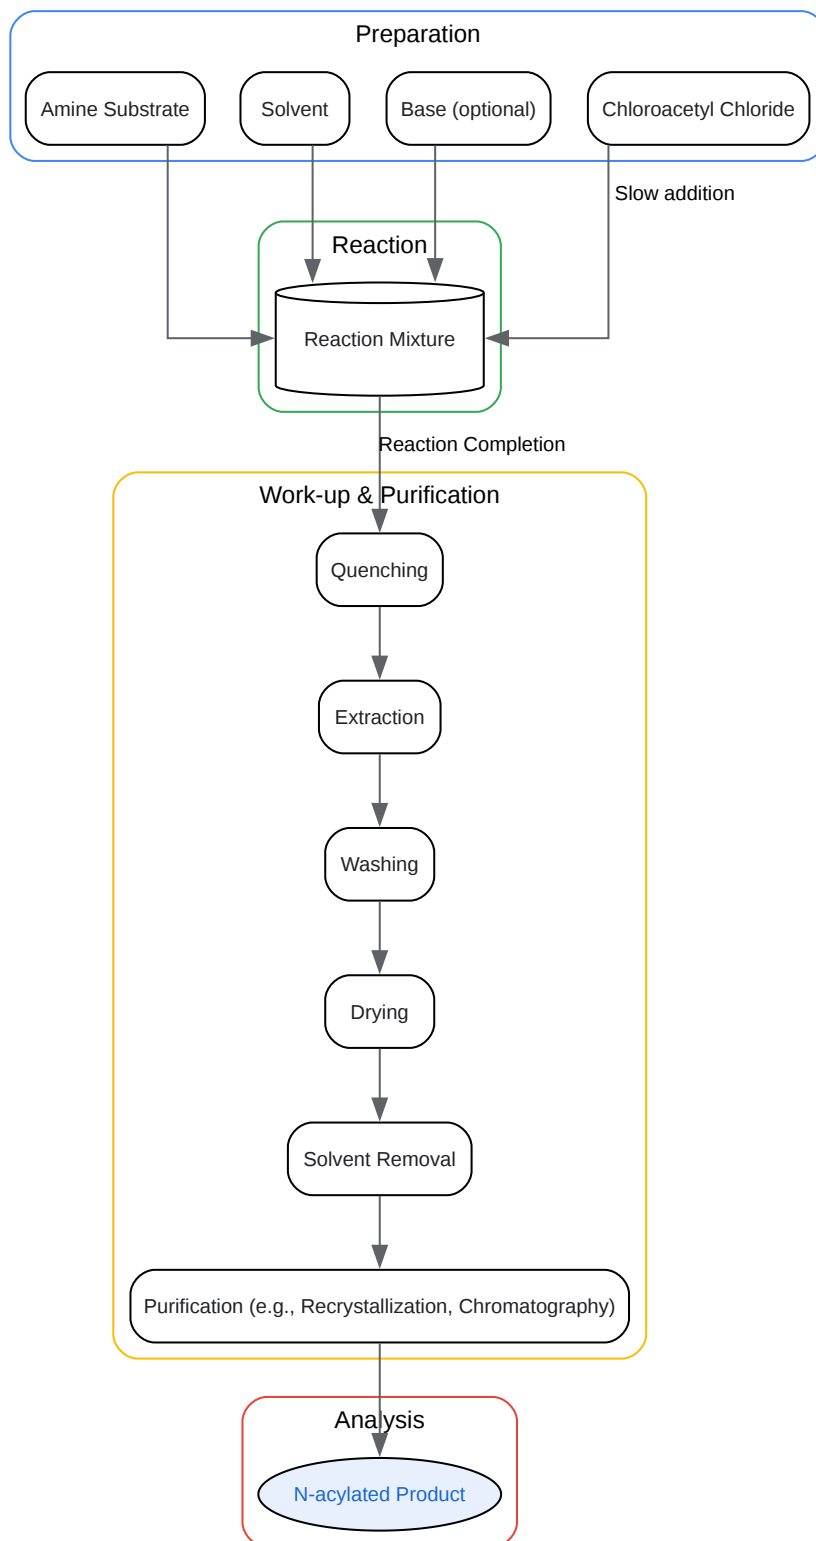 Preparation
Amine Substrate
Solvent
Base (optional)
Chloroacetyl Chloride
Slow addition
Reaction
Reaction Mixture
Reaction Completion
Work-up & Purification
Quenching
Extraction
Washing
Drying
Solvent Removal
Purification (e.g., Recrystallization, Chromatography)
Analysis
N-acylated Product